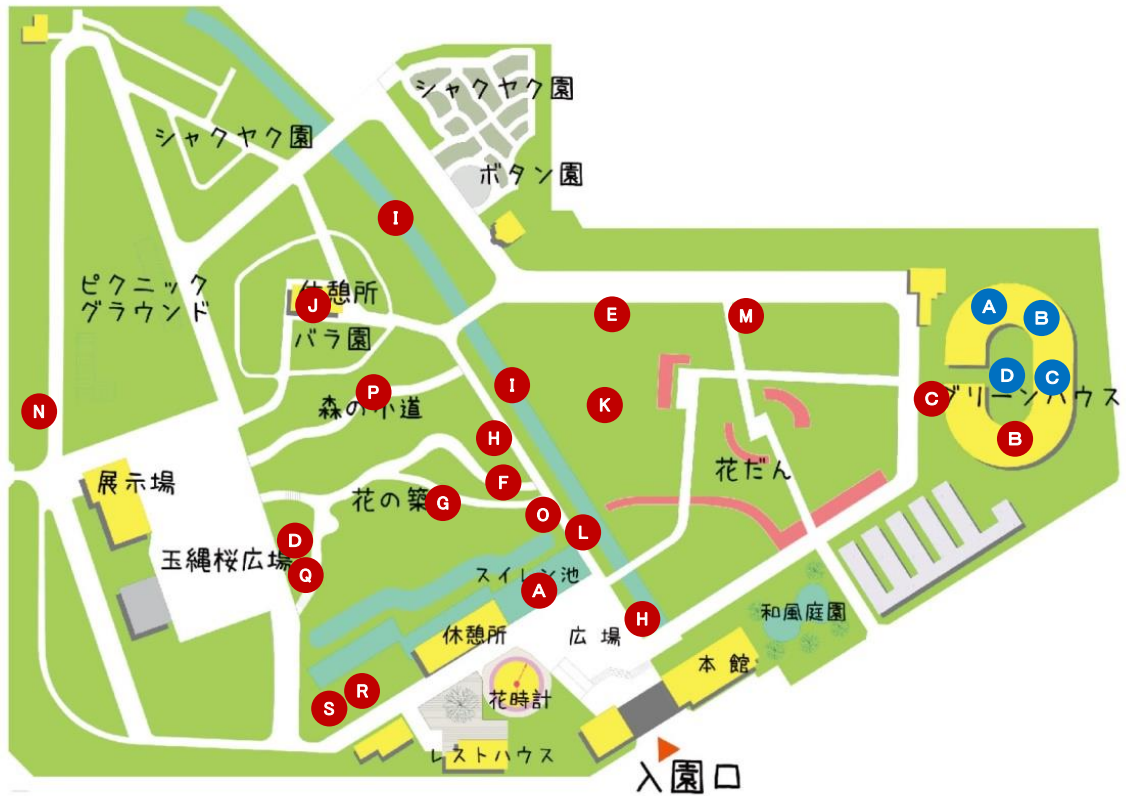 シャクヤク園
シャクヤク園
ボタン園
I
ピクニック
グラウンド
休憩所
J
バラ園
E
M
A
B
D
C
C
グリーンハウス
B
N
P
森の小道
I
K
H
展示場
花の築
G
F
花だん
O
L
D
玉縄桜広場
Q
スイレン池
A
H
休憩所
広場
和風庭園
本館
R
S
花時計
レストハウス
入園口